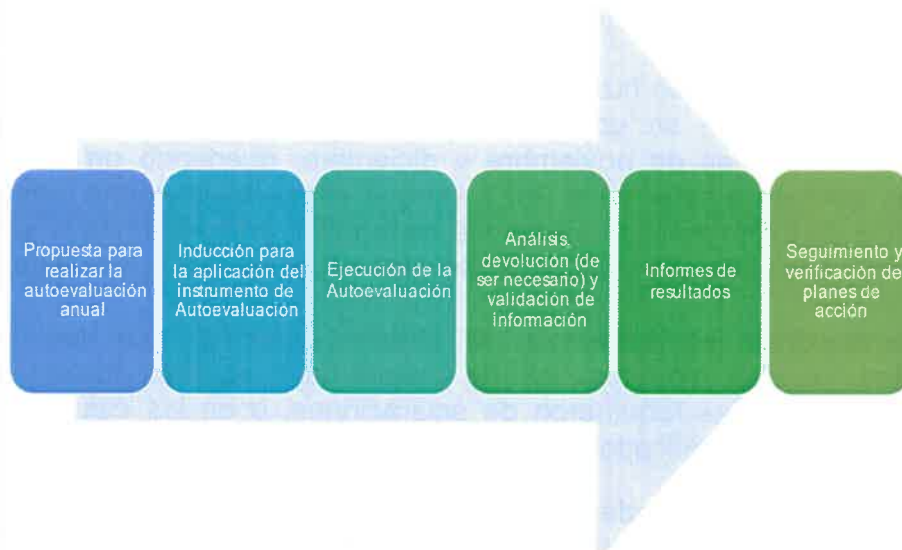 Propuesta para
realizar la
autoevaluación
anual
Inducción para
la aplicación del
instrumento de
Autoevaluación
Ejecución de la
Autoevaluación
Análisis,
devolución (de
ser necesario) y
validación de
información
Informes de
resultados
Seguimiento y
verificación de
planes de
acción